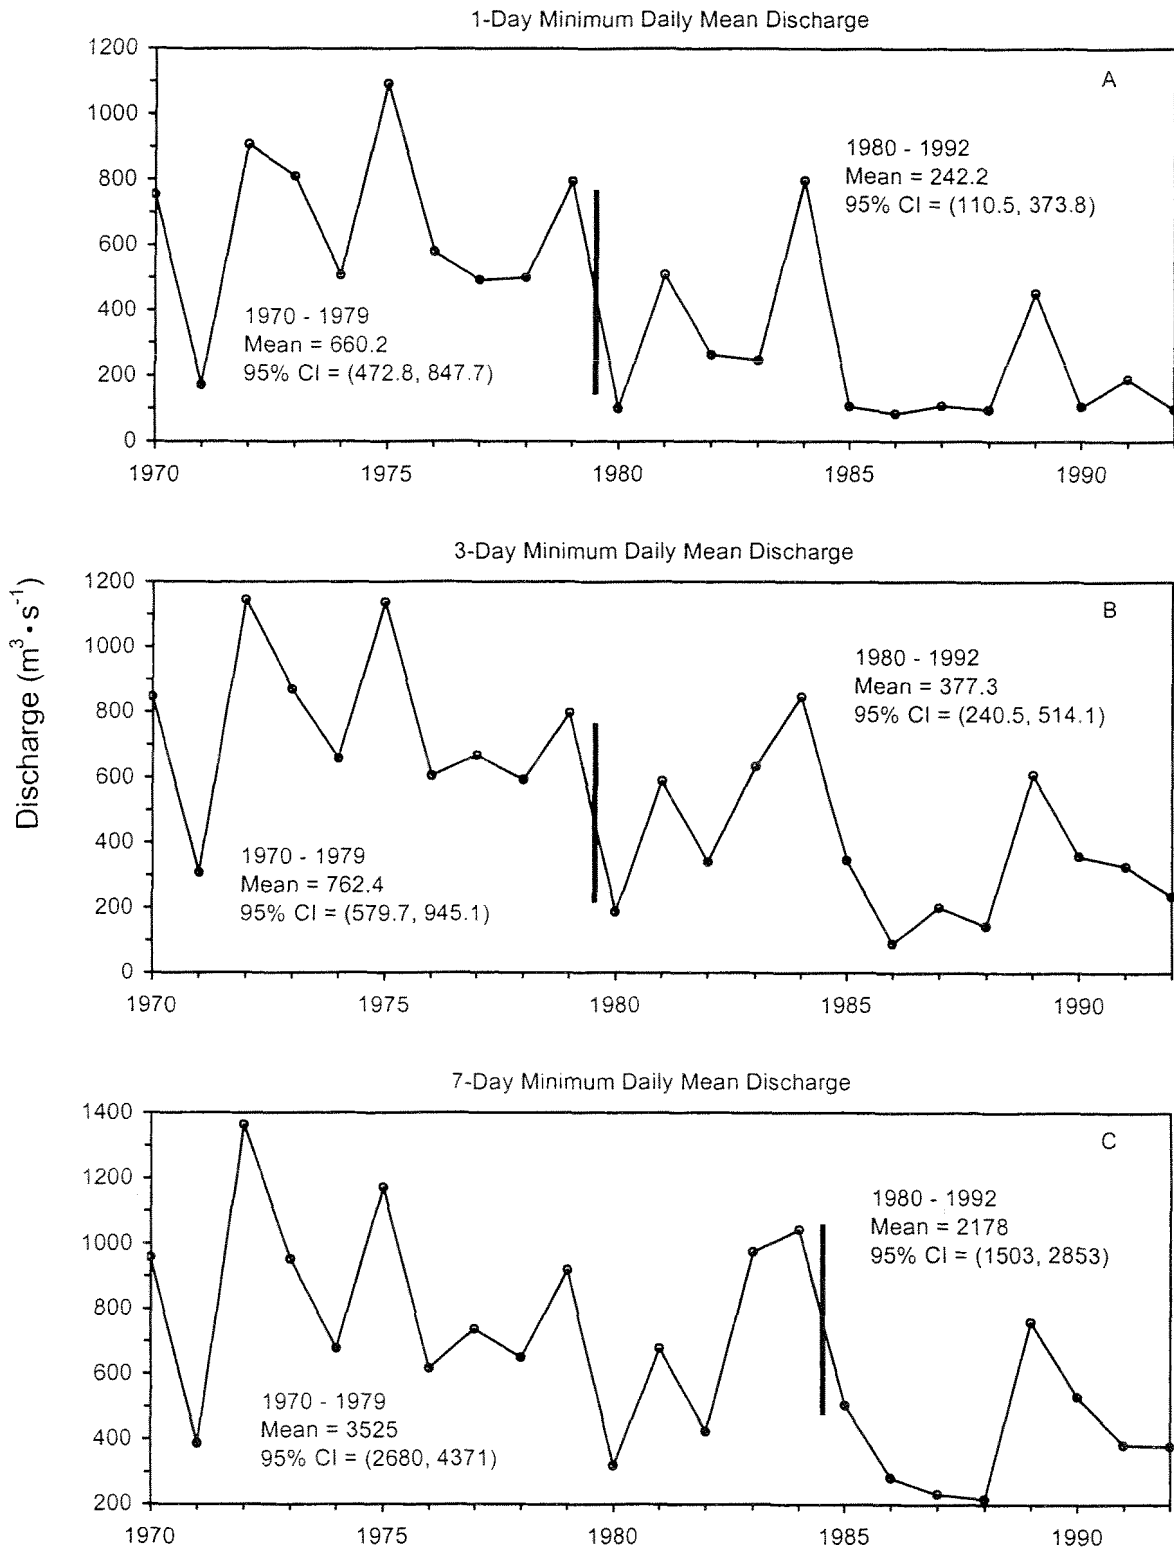 1-Day Minimum Daily Mean Discharge
1200
1000
800
600
400
200
0
A
1980 - 1992
Mean = 242.2
95% CI = (110.5, 373.8)
1970 - 1979
Mean = 660.2
95% CI = (472.8, 847.7)
1970 1975 1980 1985 1990
3-Day Minimum Daily Mean Discharge
Discharge (m³ • s⁻¹)
1200
1000
800
600
400
200
0
B
1980 - 1992
Mean = 377.3
95% CI = (240.5, 514.1)
1970 - 1979
Mean = 762.4
95% CI = (579.7, 945.1)
1970 1975 1980 1985 1990
7-Day Minimum Daily Mean Discharge
1400
1200
1000
800
600
400
200
C
1980 - 1992
Mean = 2178
95% CI = (1503, 2853)
1970 - 1979
Mean = 3525
95% CI = (2680, 4371)
1970 1975 1980 1985 1990